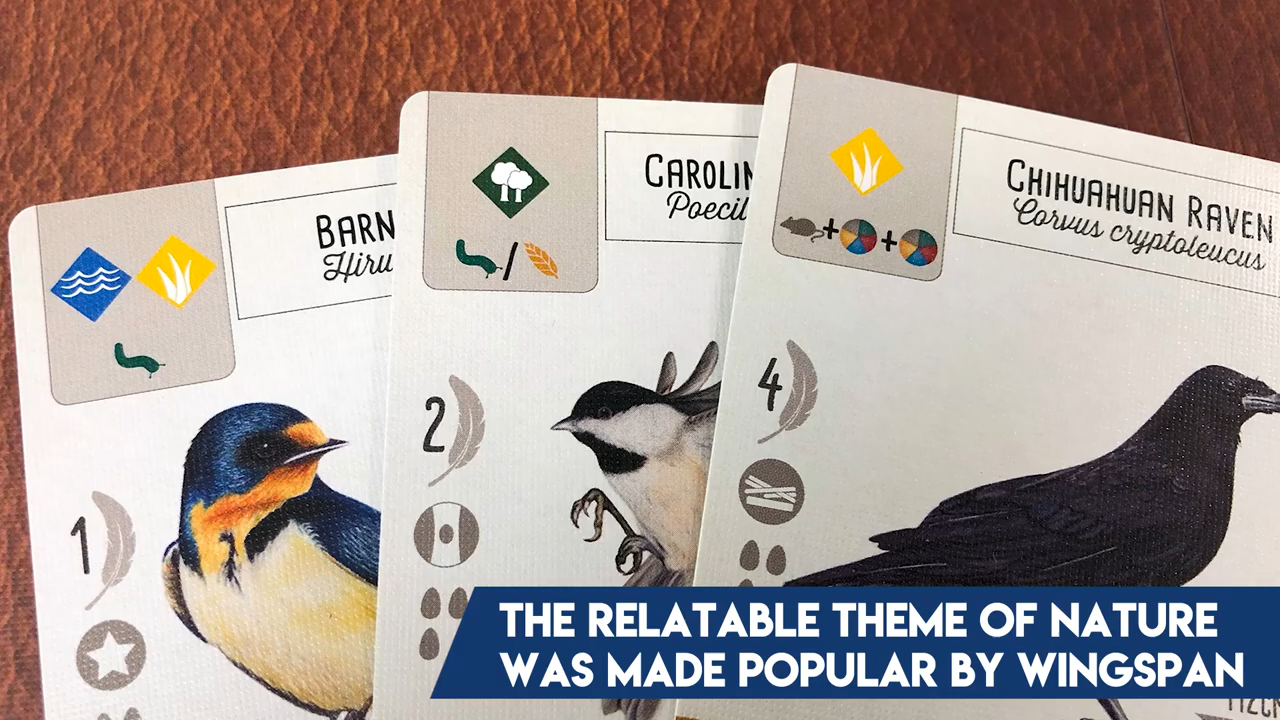 BARN
Hiru
1
CAROLIN
Poecil
/
2
CHIHUAHUAN RAVEN
Corvus cryptoleucus
+ +
4
THE RELATABLE THEME OF NATURE
WAS MADE POPULAR BY WINGSPAN